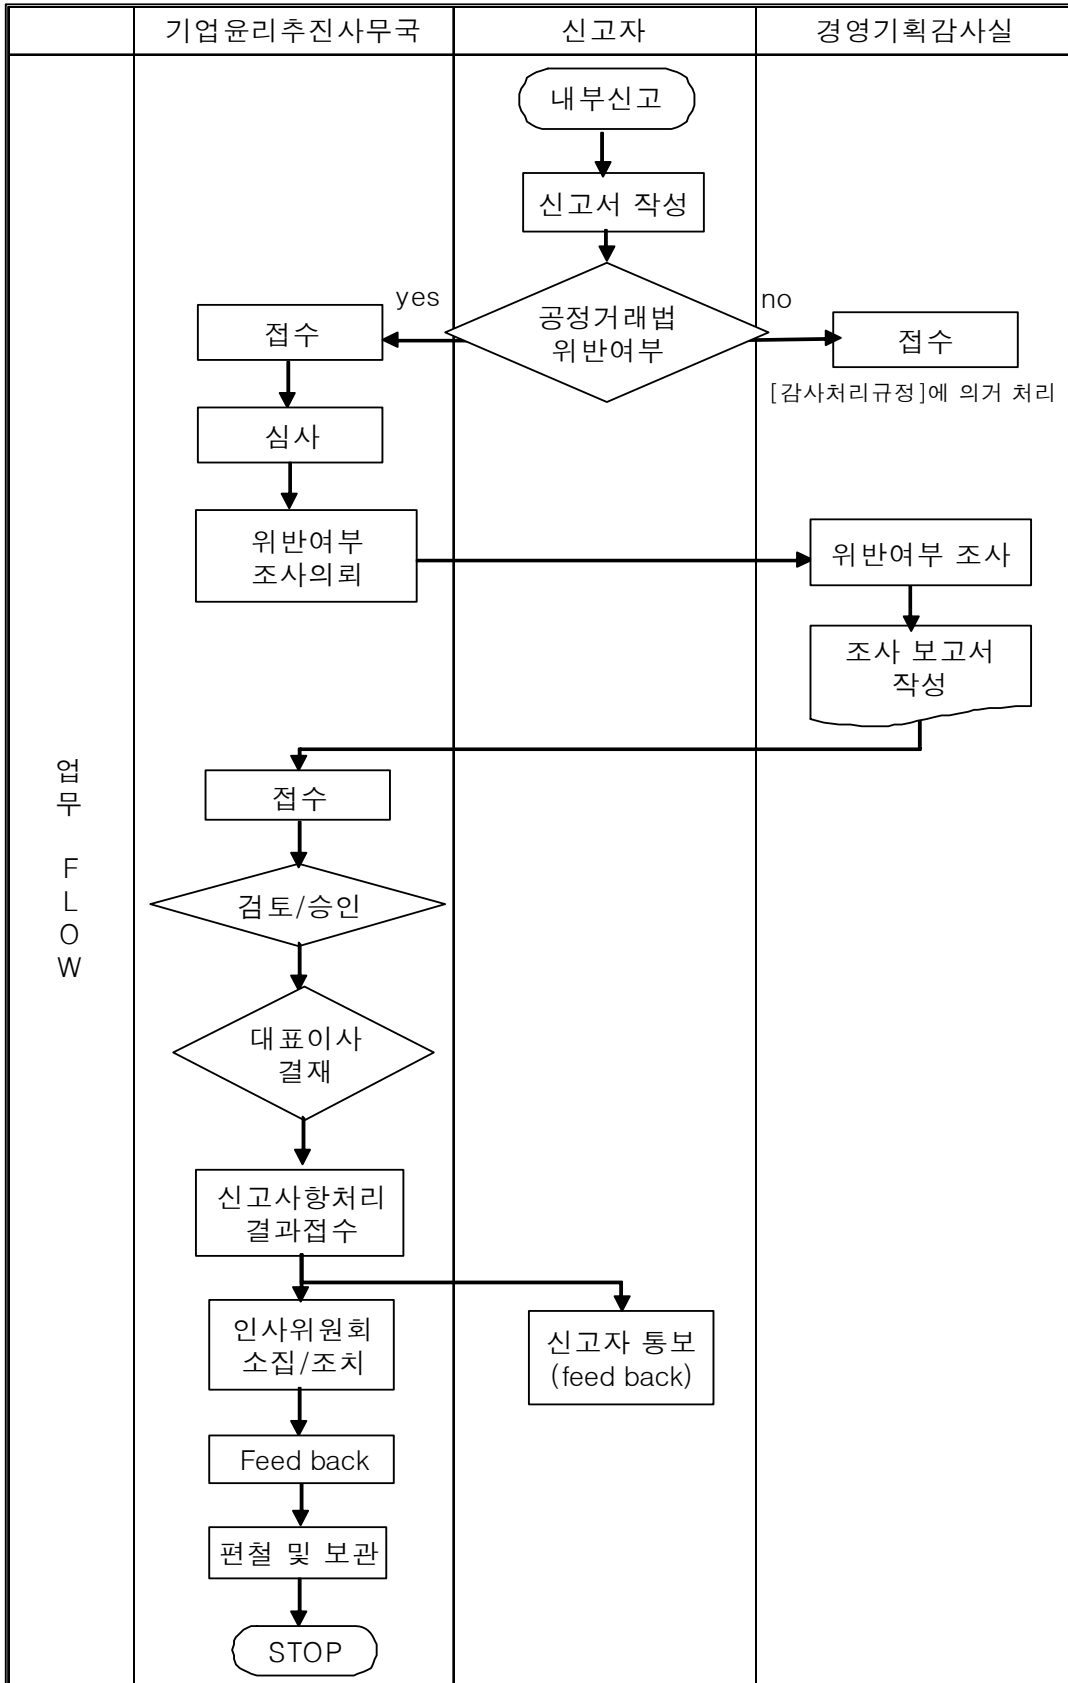 기업윤리추진사무국
신고자
경영기획감사실
내부신고
신고서 작성
yes
공정거래법
위반여부
no
접수
접수
[감사처리규정]에 의거 처리
심사
위반여부
조사의뢰
위반여부 조사
조사 보고서
작성
업
무
F
L
O
W
접수
검토/승인
대표이사
결재
신고사항처리
결과접수
인사위원회
소집/조치
신고자 통보
(feed back)
Feed back
편철 및 보관
STOP